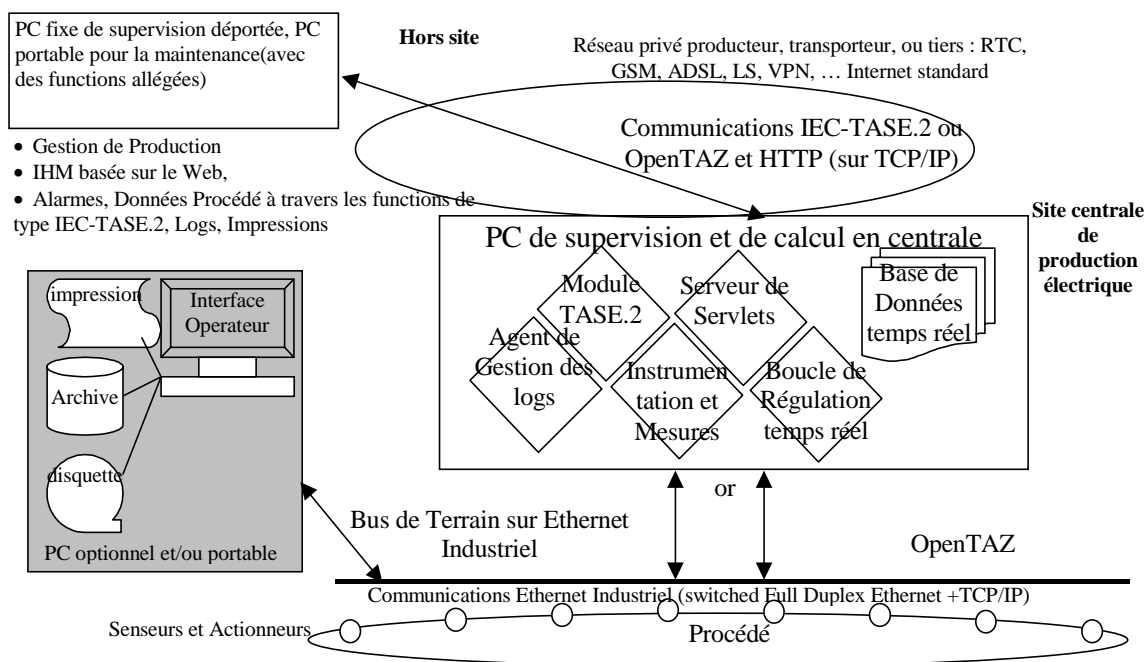 PC fixe de supervision déportée, PC
portable pour la maintenance(avec
des functions allégées)
Hors site
Réseau privé producteur, transporteur, ou tiers : RTC,
GSM, ADSL, LS, VPN, … Internet standard
Communications IEC-TASE.2 ou
OpenTAZ et HTTP (sur TCP/IP)
• Gestion de Production
• IHM basée sur le Web,
• Alarmes, Données Procédé à travers les functions de
type IEC-TASE.2, Logs, Impressions
Site centrale
de
production
électrique
PC de supervision et de calcul en centrale
Module
TASE.2
Serveur de
Servlets
Base de
Données
temps réel
Agent de
Gestion des
logs
Instrumen
tation et
Mesures
Boucle de
Régulation
temps réel
impression
Interface
Operateur
Archive
disquette
PC optionnel et/ou portable
or
Bus de Terrain sur Ethernet
Industriel
OpenTAZ
Communications Ethernet Industriel (switched Full Duplex Ethernet +TCP/IP)
Senseurs et Actionneurs
Procédé